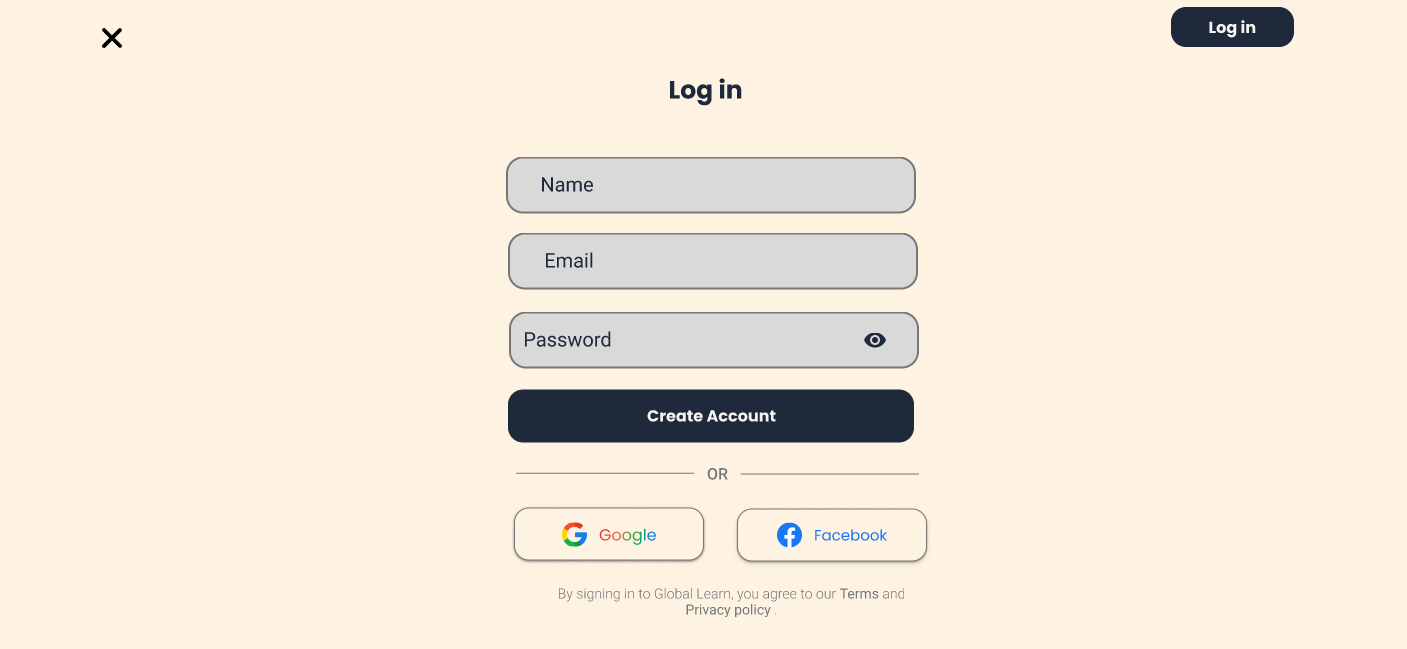 Log in
Log in
Name
Email
Password
Create Account
OR
Google
Facebook
By signing in to Global Learn, you agree to our Terms and
Privacy policy .